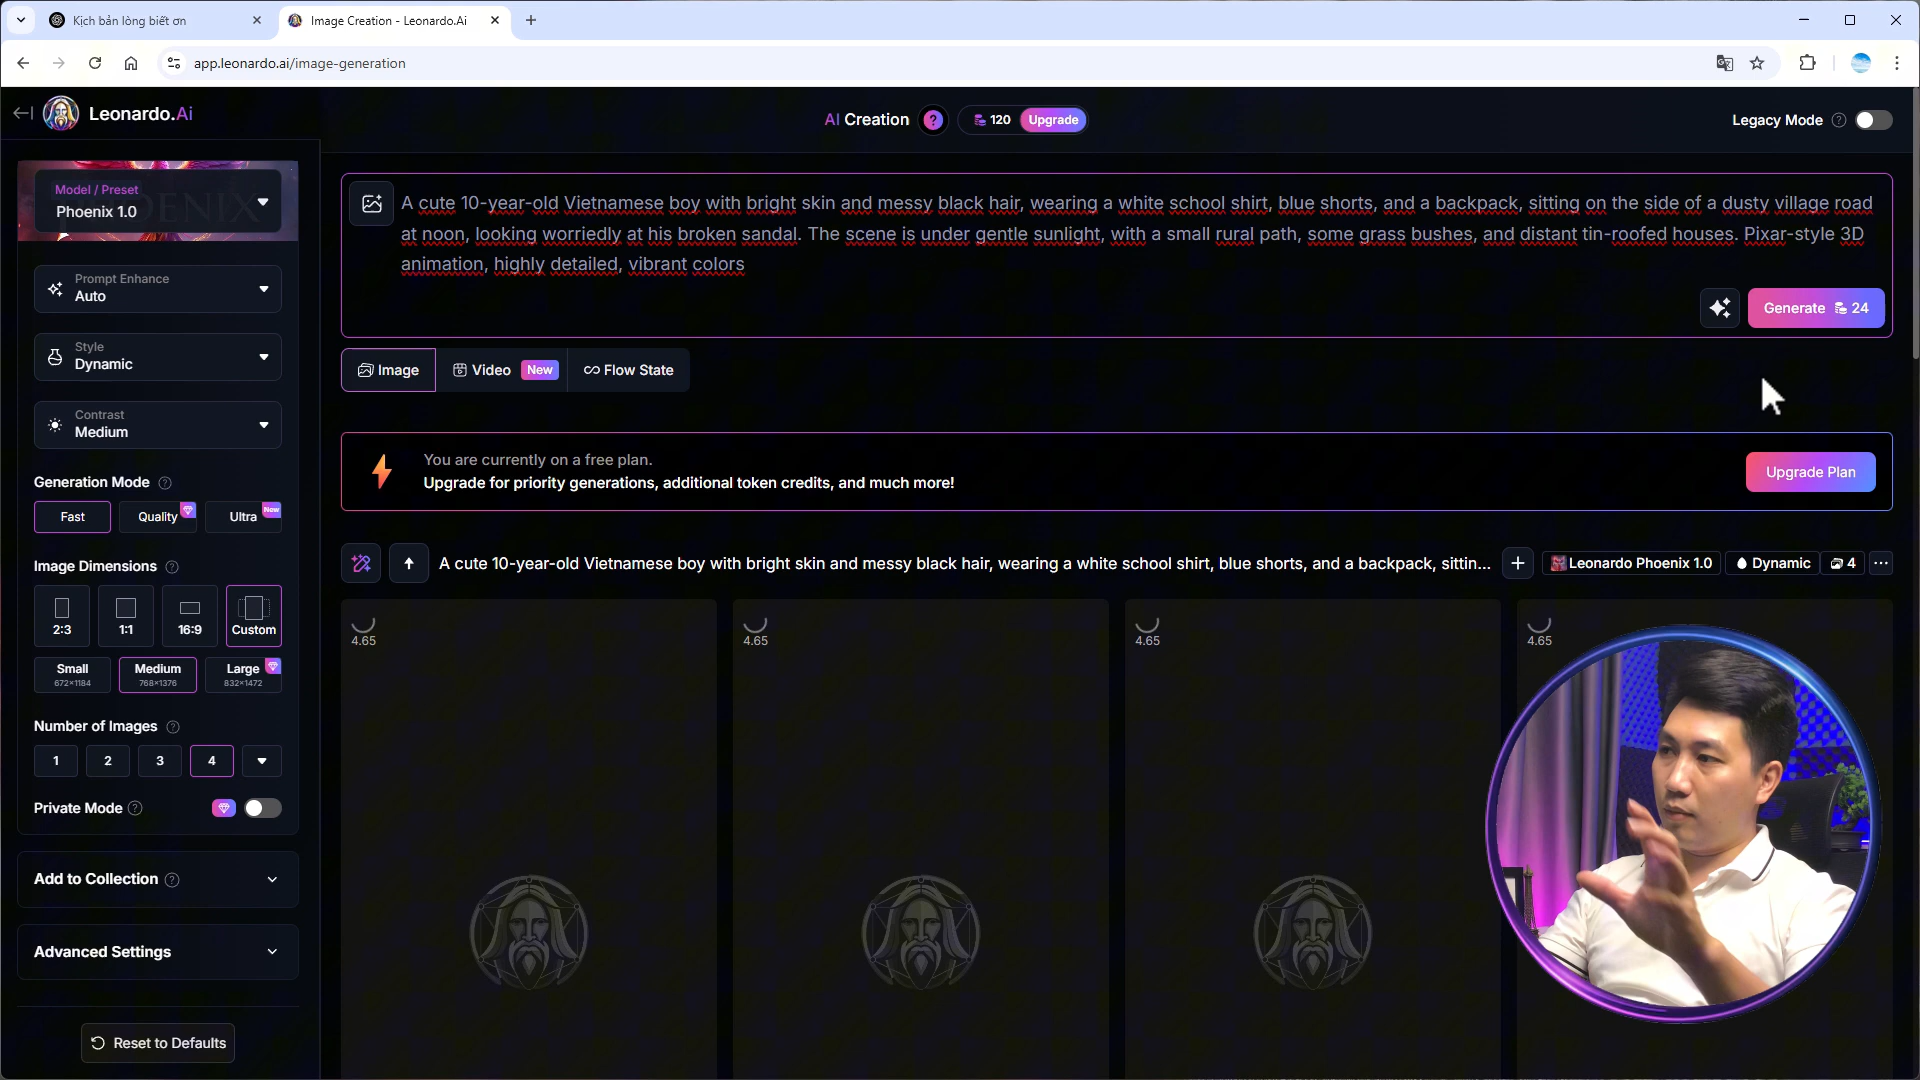 Kịch bản lòng biết ơn
Image Creation - Leonardo.Ai
app.leonardo.ai/image-generation
Leonardo.Ai
AI Creation
?
120
Upgrade
Legacy Mode
Model / Preset
Phoenix 1.0
A cute 10-year-old Vietnamese boy with bright skin and messy black hair, wearing a white school shirt, blue shorts, and a backpack, sitting on the side of a dusty village road
at noon, looking worriedly at his broken sandal. The scene is under gentle sunlight, with a small rural path, some grass bushes, and distant tin-roofed houses. Pixar-style 3D
animation, highly detailed, vibrant colors
Generate 24
Prompt Enhance
Auto
Style
Dynamic
Contrast
Medium
Image
Video New
Flow State
You are currently on a free plan.
Upgrade for priority generations, additional token credits, and much more!
Upgrade Plan
Generation Mode
Fast
Quality
Ultra New
Image Dimensions
2:3
1:1
16:9
Custom
Small
672×1184
Medium
768×1376
Large
832×1472
Number of Images
1
2
3
4
Private Mode
Add to Collection
Advanced Settings
Reset to Defaults
A cute 10-year-old Vietnamese boy with bright skin and messy black hair, wearing a white school shirt, blue shorts, and a backpack, sittin...
Leonardo Phoenix 1.0
Dynamic
4
4.65
4.65
4.65
4.65